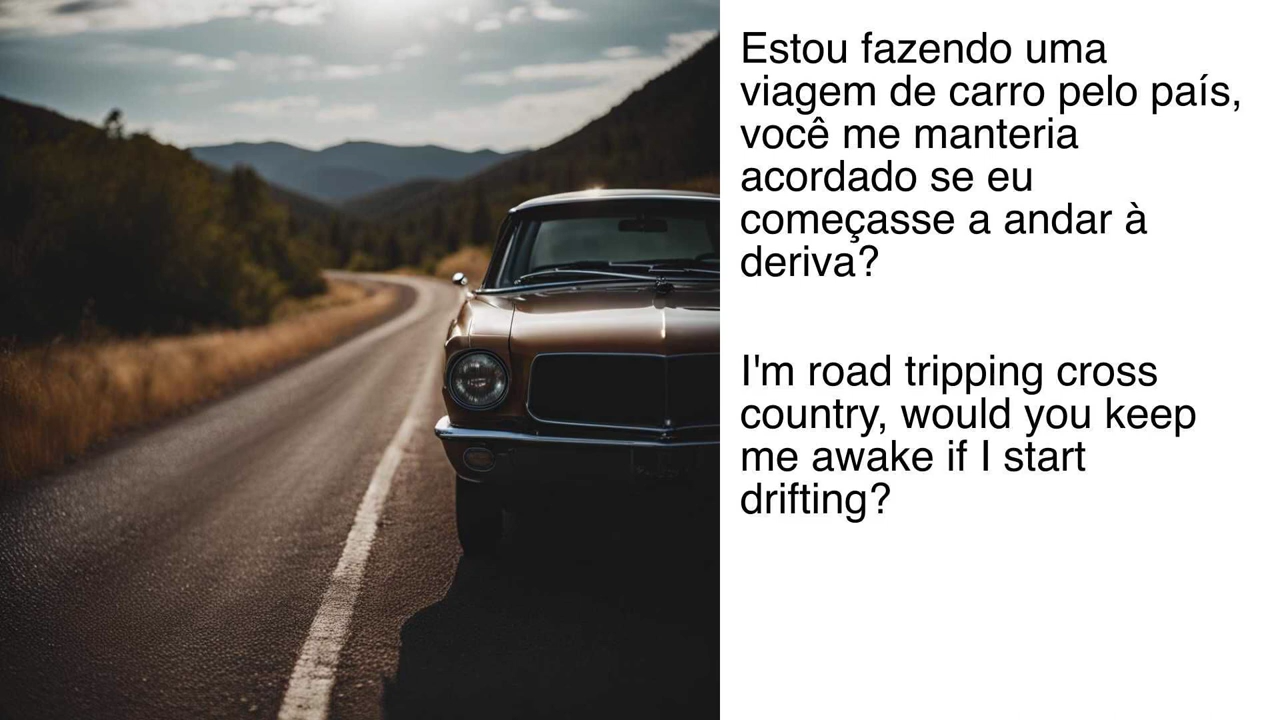 Estou fazendo uma
viagem de carro pelo país,
você me manteria
acordado se eu
começasse a andar à
deriva?
I'm road tripping cross
country, would you keep
me awake if I start
drifting?